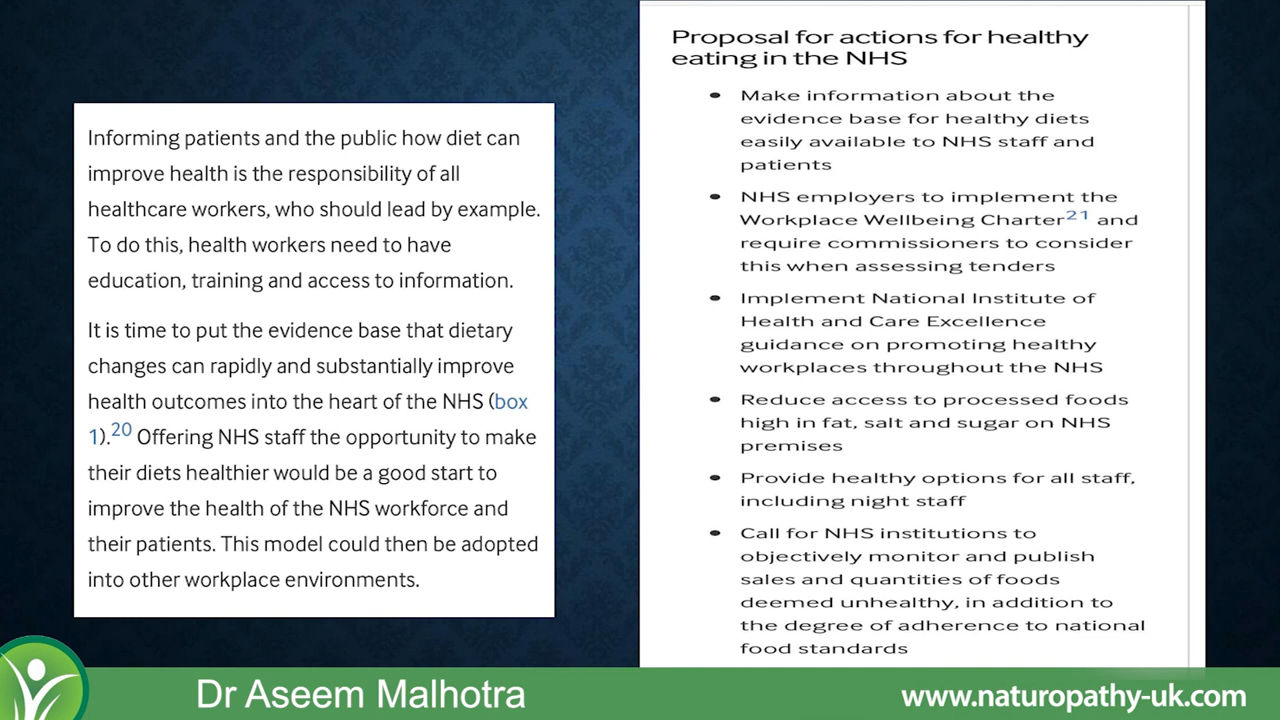 Informing patients and the public how diet can
improve health is the responsibility of all
healthcare workers, who should lead by example.
To do this, health workers need to have
education, training and access to information.
It is time to put the evidence base that dietary
changes can rapidly and substantially improve
health outcomes into the heart of the NHS (box
1).20 Offering NHS staff the opportunity to make
their diets healthier would be a good start to
improve the health of the NHS workforce and
their patients. This model could then be adopted
into other workplace environments.
Proposal for actions for healthy
eating in the NHS
• Make information about the
evidence base for healthy diets
easily available to NHS staff and
patients
• NHS employers to implement the
Workplace Wellbeing Charter21 and
require commissioners to consider
this when assessing tenders
• Implement National Institute of
Health and Care Excellence
guidance on promoting healthy
workplaces throughout the NHS
• Reduce access to processed foods
high in fat, salt and sugar on NHS
premises
• Provide healthy options for all staff,
including night staff
• Call for NHS institutions to
objectively monitor and publish
sales and quantities of foods
deemed unhealthy, in addition to
the degree of adherence to national
food standards
Dr Aseem Malhotra
www.naturopathy-uk.com